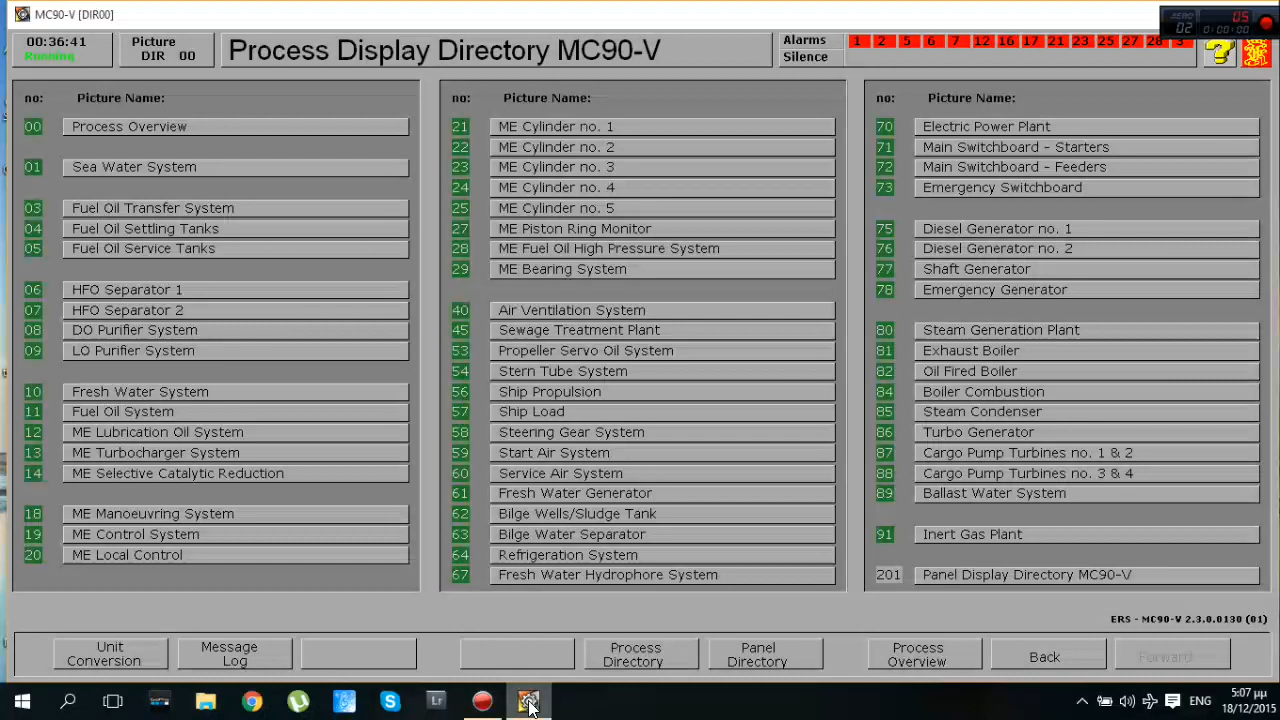 MC90-V [DIR00]
00:36:41
Running
Picture
DIR 00
Process Display Directory MC90-V
Alarms
Silence
1 2 5 6 7 12 16 17 21 23 25 27 28 3
02
05
0:00:00
?
no: Picture Name:
00 Process Overview
01 Sea Water System
03 Fuel Oil Transfer System
04 Fuel Oil Settling Tanks
05 Fuel Oil Service Tanks
06 HFO Separator 1
07 HFO Separator 2
08 DO Purifier System
09 LO Purifier System
10 Fresh Water System
11 Fuel Oil System
12 ME Lubrication Oil System
13 ME Turbocharger System
14 ME Selective Catalytic Reduction
18 ME Manoeuvring System
19 ME Control System
20 ME Local Control
no: Picture Name:
21 ME Cylinder no. 1
22 ME Cylinder no. 2
23 ME Cylinder no. 3
24 ME Cylinder no. 4
25 ME Cylinder no. 5
27 ME Piston Ring Monitor
28 ME Fuel Oil High Pressure System
29 ME Bearing System
40 Air Ventilation System
45 Sewage Treatment Plant
53 Propeller Servo Oil System
54 Stern Tube System
56 Ship Propulsion
57 Ship Load
58 Steering Gear System
59 Start Air System
60 Service Air System
61 Fresh Water Generator
62 Bilge Wells/Sludge Tank
63 Bilge Water Separator
64 Refrigeration System
67 Fresh Water Hydrophore System
no: Picture Name:
70 Electric Power Plant
71 Main Switchboard - Starters
72 Main Switchboard - Feeders
73 Emergency Switchboard
75 Diesel Generator no. 1
76 Diesel Generator no. 2
77 Shaft Generator
78 Emergency Generator
80 Steam Generation Plant
81 Exhaust Boiler
82 Oil Fired Boiler
84 Boiler Combustion
85 Steam Condenser
86 Turbo Generator
87 Cargo Pump Turbines no. 1 & 2
88 Cargo Pump Turbines no. 3 & 4
89 Ballast Water System
91 Inert Gas Plant
201 Panel Display Directory MC90-V
ERS - MC90-V 2.3.0.0130 (01)
Unit
Conversion
Message
Log
Process
Directory
Panel
Directory
Process
Overview
Back
Forward
Lr
ENG
5:07 μμ
18/12/2015